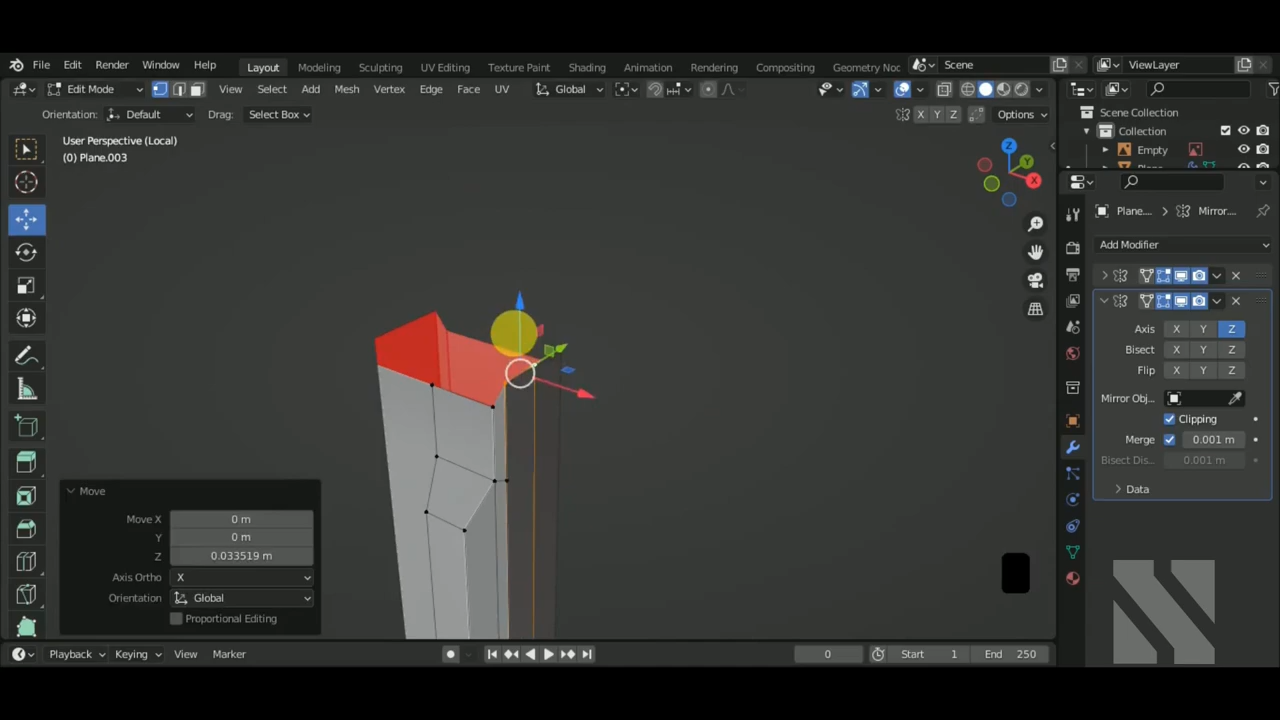 File Edit Render Window Help Layout Modeling Sculpting UV Editing Texture Paint Shading Animation Rendering Compositing Geometry Noc Scene ViewLayer
Edit Mode View Select Add Mesh Vertex Edge Face UV Global
Orientation: Default Drag: Select Box X Y Z Options
User Perspective (Local)
(0) Plane.003
Z
Y
X
Scene Collection
Collection
Empty
Plane....
Mirror....
Add Modifier
Axis X Y Z
Bisect X Y Z
Flip X Y Z
Mirror Obj...
Clipping
Merge 0.001 m
Bisect Dis... 0.001 m
Data
Move
Move X 0 m
Y 0 m
Z 0.033519 m
Axis Ortho X
Orientation Global
Proportional Editing
Playback Keying View Marker 0 Start 1 End 250